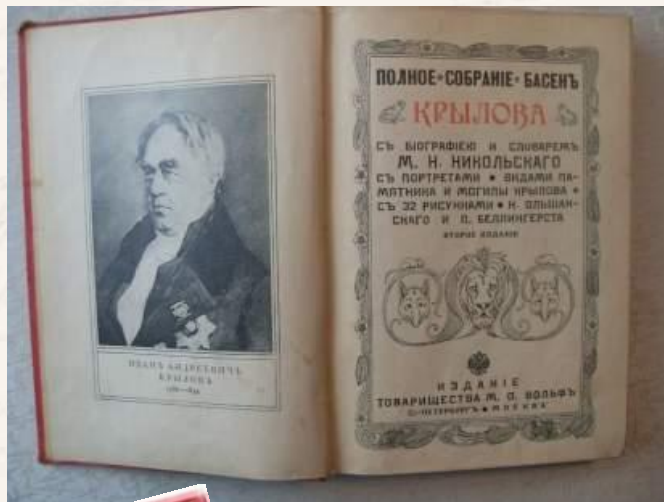 ИВАНЪ АНДРЕЕВИЧЪ
КРЫЛОВЪ
ПОЛНОЕ СОБРАНІЕ БАСЕНЪ
КРЫЛОВА
СЪ БІОГРАФІЕЮ И СЛОВАРЕМЪ
М. Н. НИКОЛЬСКАГО
СЪ ПОРТРЕТАМИ • ВИДАМИ ПА-
МЯТНИКА И МОГИЛЫ КРЫЛОВА •
СЪ 32 РИСУНКАМИ • К. ОЛЬШАН-
СКАГО И П. БЕЛЛИНГЕРСТА
ВТОРОЕ ИЗДАНІЕ
ИЗДАНІЕ
ТОВАРИЩЕСТВА М. О. ВОЛЬФЪ
С.-ПЕТЕРБУРГЪ • МОСКВА